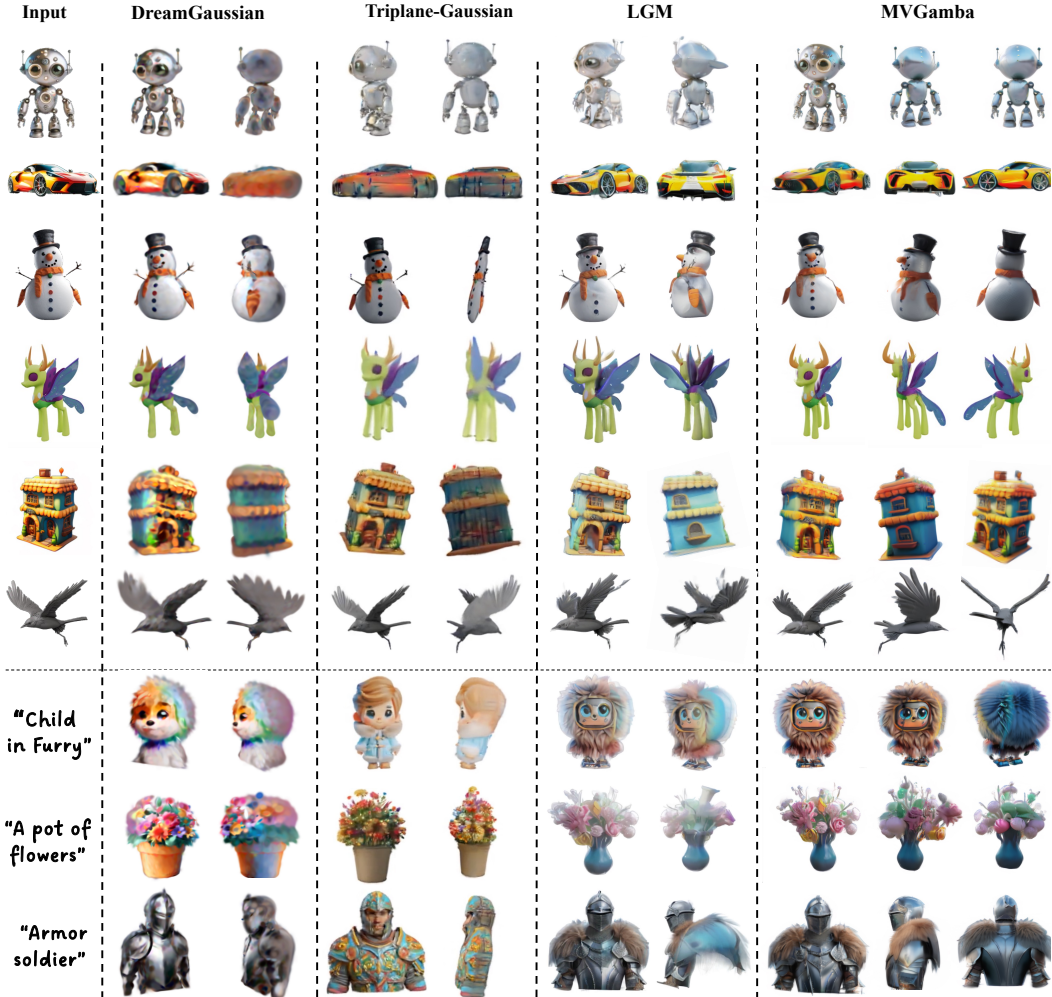 Input DreamGaussian Triplane-Gaussian LGM MVGamba
"Child
in Furry"
"A pot of
flowers"
"Armor
soldier"